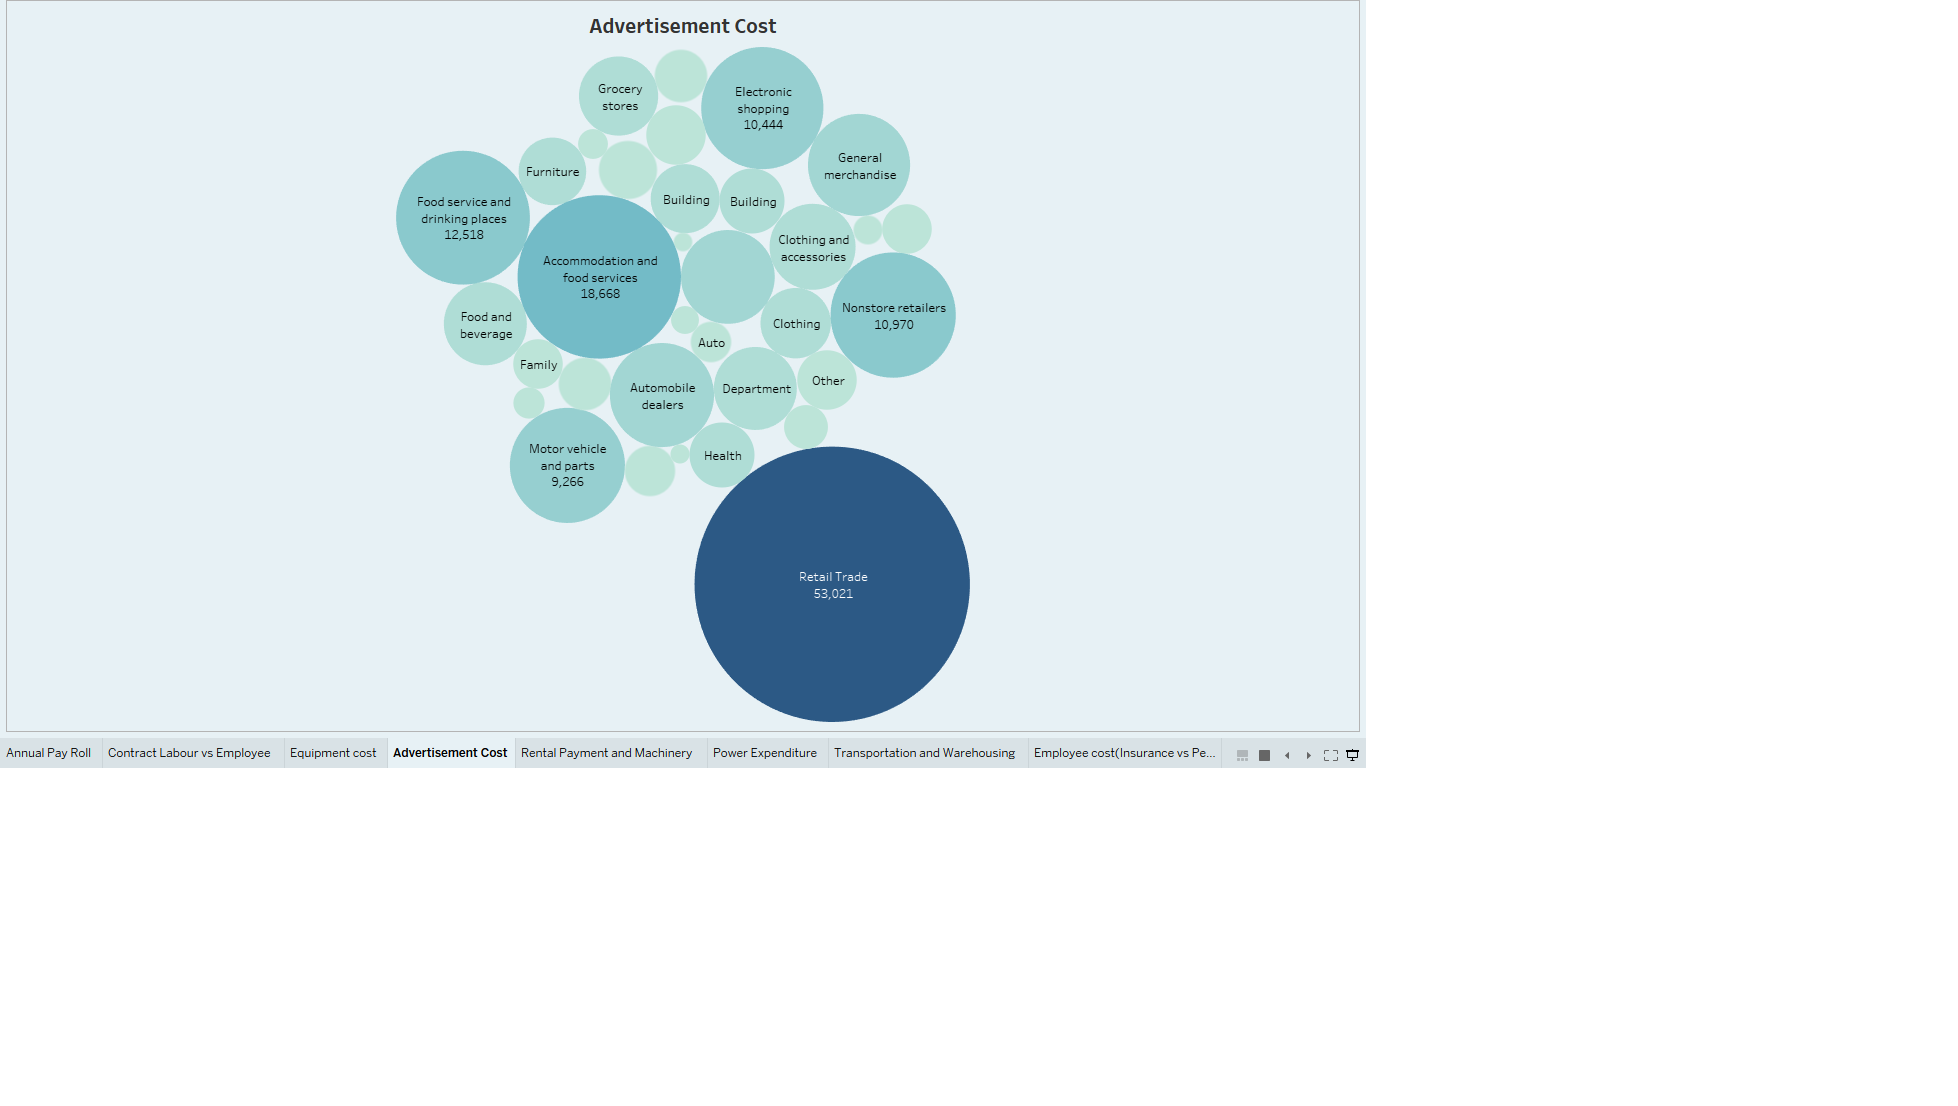 Advertisement Cost
Grocery
stores
Electronic
shopping
10,444
General
merchandise
Furniture
Food service and
drinking places
12,518
Building
Building
Clothing and
accessories
Accommodation and
food services
18,668
Nonstore retailers
10,970
Food and
beverage
Clothing
Auto
Family
Automobile
dealers
Department
Other
Motor vehicle
and parts
9,266
Health
Retail Trade
53,021
Annual Pay Roll
Contract Labour vs Employee
Equipment cost
Advertisement Cost
Rental Payment and Machinery
Power Expenditure
Transportation and Warehousing
Employee cost(Insurance vs Pe...